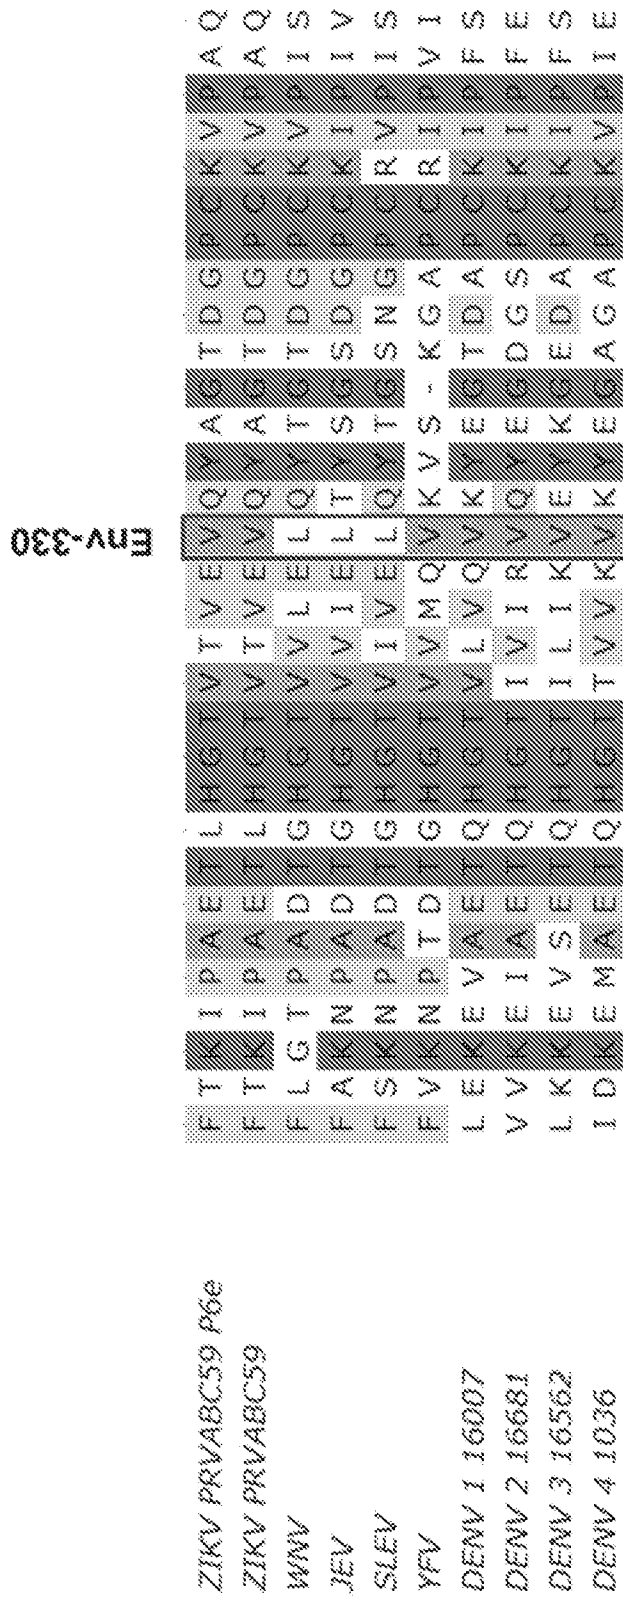 Env-330
ZIKV PRVABC59 P6e F T K I P A E T L H G T V T V E V Q Y A G T D G P C K V P A Q
ZIKV PRVABC59 F T K I P A E T L H G T V T V E V Q Y A G T D G P C K V P A Q
WNV F L G T P A D T G H G T V V L E L Q Y T G T D G P C K V P I S
JEV F A K N P A D T G H G T V V I E L T Y S G S D G P C K I P I V
SLEV F S K N P A D T G H G T V I V E L Q Y T G S N G P C R V P I S
YFV F V K N P T D T G H G T V V M Q V K V S - K G A P C R I P V I
DENV 1 16007 L E K E V A E T Q H G T V L V Q V K Y E G T D A P C K I P F S
DENV 2 16681 V V K E I A E T Q H G T I V I R V Q Y E G D G S P C K I P F E
DENV 3 16562 L K K E V S E T Q H G T I L I K V E Y K G E D A P C K I P F S
DENV 4 1036 I D K E M A E T Q H G T T V V K V K Y E G A G A P C K V P I E